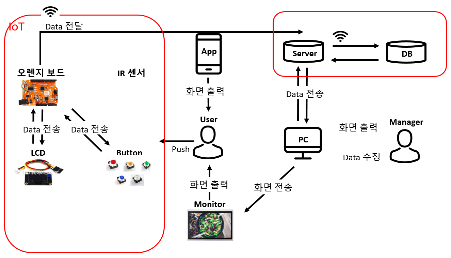 Data 전달
IoT
오렌지 보드
IR 센서
App
Server
DB
화면 출력
Data 전송
Data 전송
Data 전송
User
PC
화면 출력
Manager
LCD
Button
Push
Data 수정
화면 출력
화면 전송
Monitor